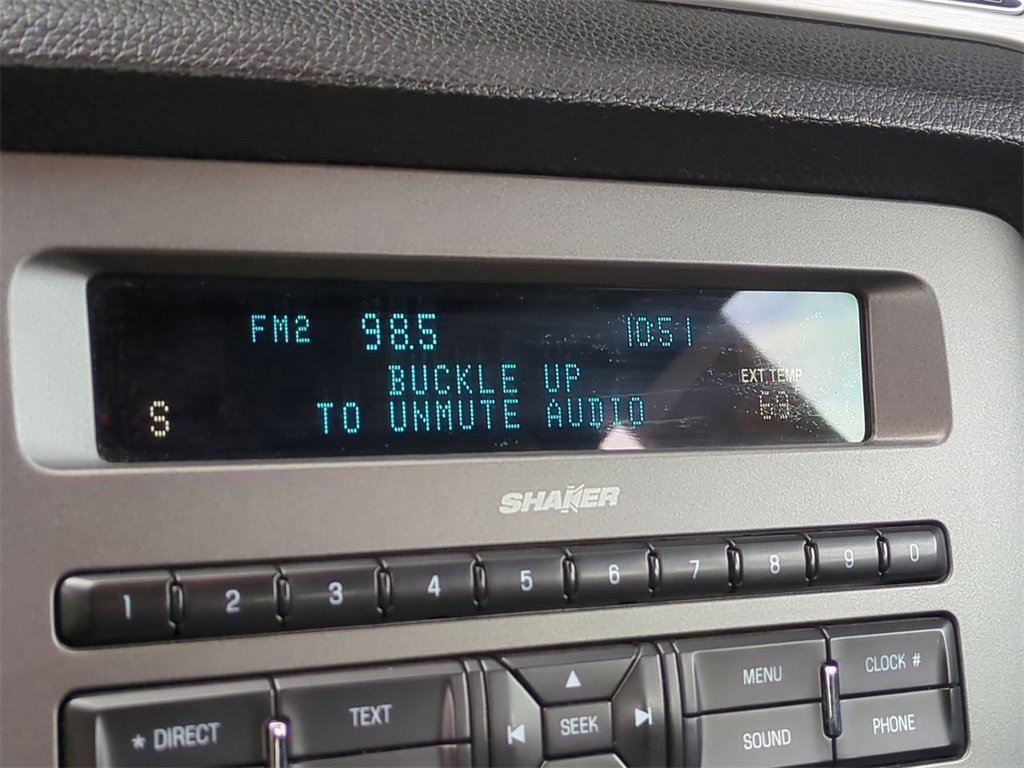 FM2 98.5 10:51
BUCKLE UP
EXT TEMP
S TO UNMUTE AUDIO
SHAKER
1 2 3 4 5 6 7 8 9 0
MENU CLOCK #
* DIRECT TEXT SEEK SOUND PHONE